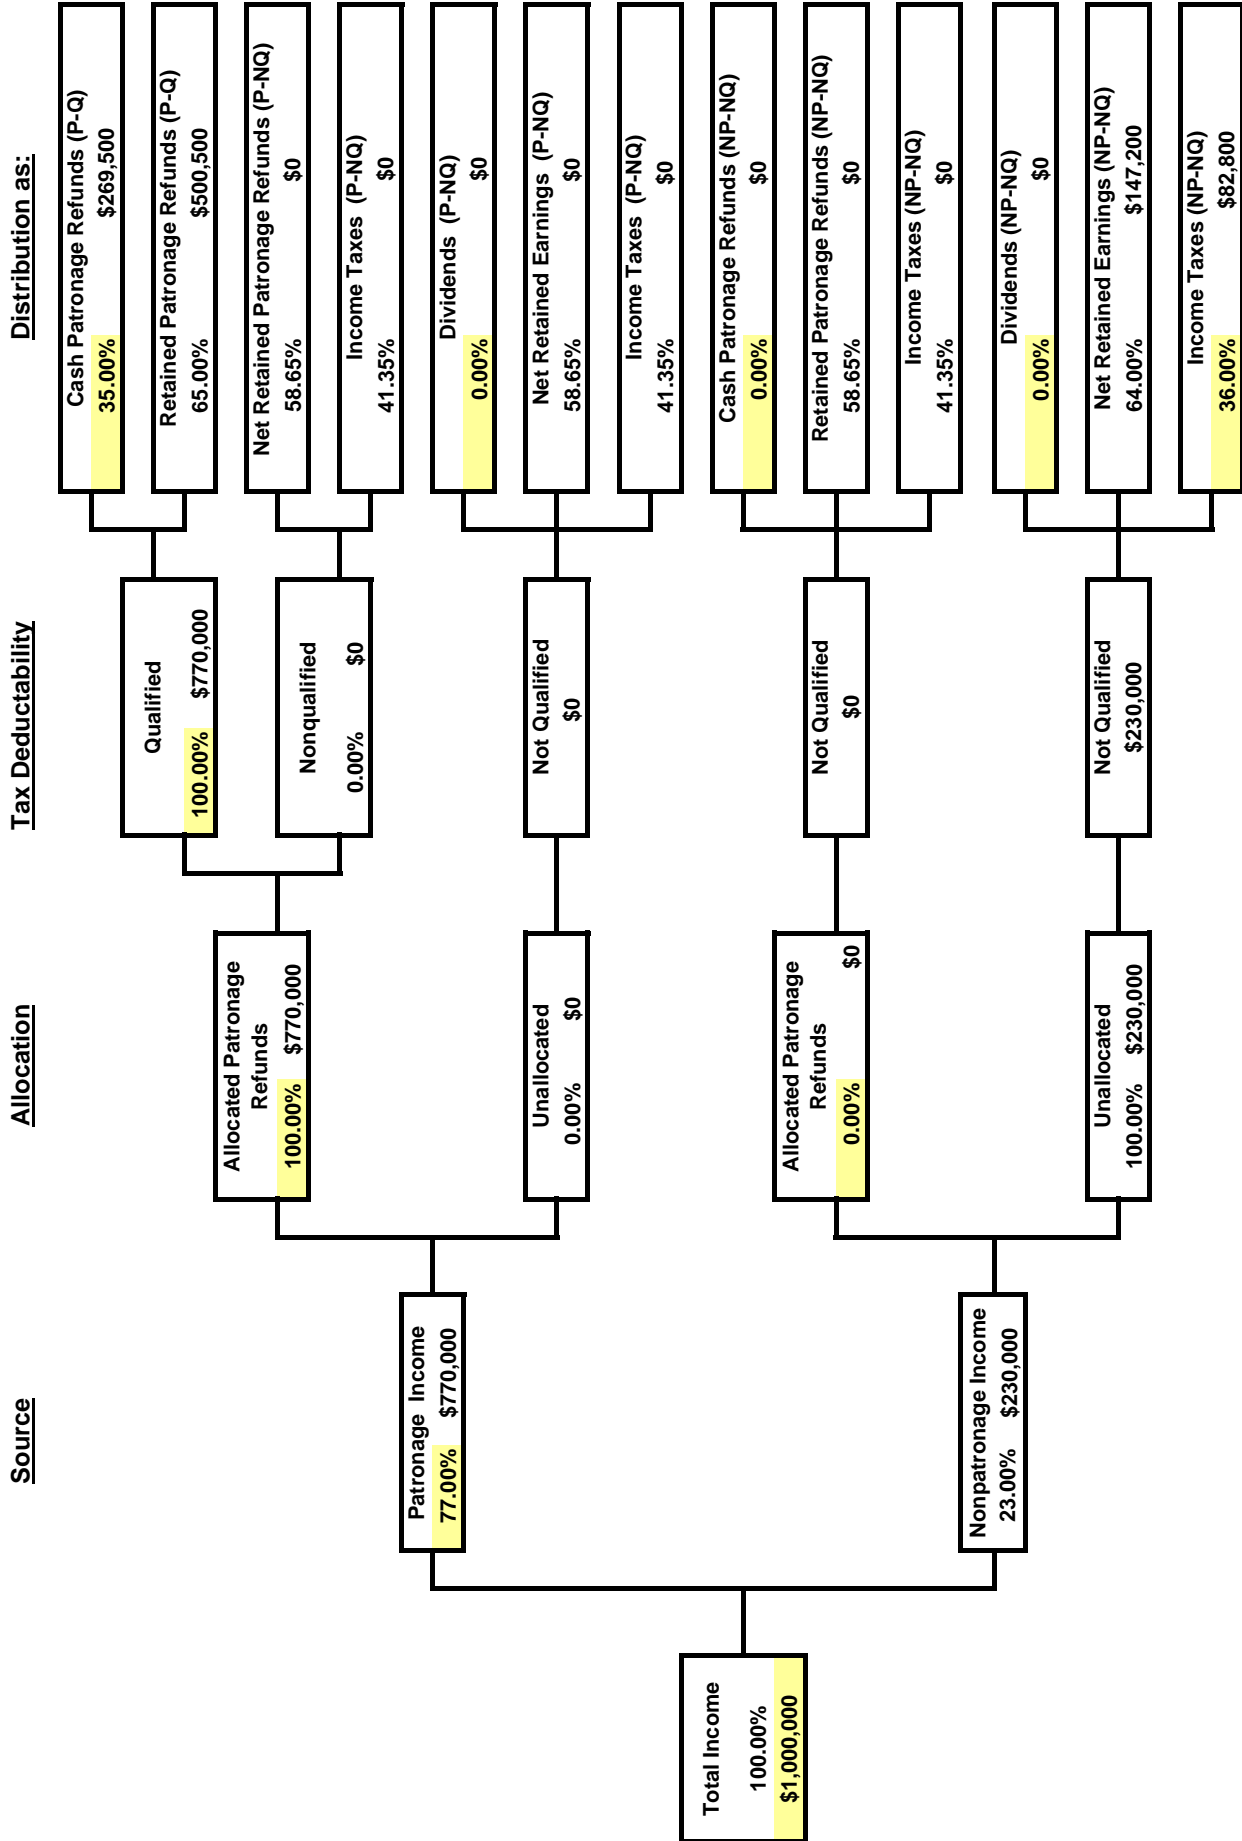 Source
Allocation
Tax Deductability
Distribution as:
Total Income
100.00%
$1,000,000
Patronage Income
77.00% $770,000
Nonpatronage Income
23.00% $230,000
Allocated Patronage
Refunds
100.00% $770,000
Unallocated
0.00% $0
Allocated Patronage
Refunds
0.00% $0
Unallocated
100.00% $230,000
Qualified
100.00% $770,000
Nonqualified
0.00% $0
Not Qualified
$0
Not Qualified
$0
Not Qualified
$230,000
Cash Patronage Refunds (P-Q)
35.00% $269,500
Retained Patronage Refunds (P-Q)
65.00% $500,500
Net Retained Patronage Refunds (P-NQ)
58.65% $0
Income Taxes (P-NQ)
41.35% $0
Dividends (P-NQ)
0.00% $0
Net Retained Earnings (P-NQ)
58.65% $0
Income Taxes (P-NQ)
41.35% $0
Cash Patronage Refunds (NP-NQ)
0.00% $0
Retained Patronage Refunds (NP-NQ)
58.65% $0
Income Taxes (NP-NQ)
41.35% $0
Dividends (NP-NQ)
0.00% $0
Net Retained Earnings (NP-NQ)
64.00% $147,200
Income Taxes (NP-NQ)
36.00% $82,800